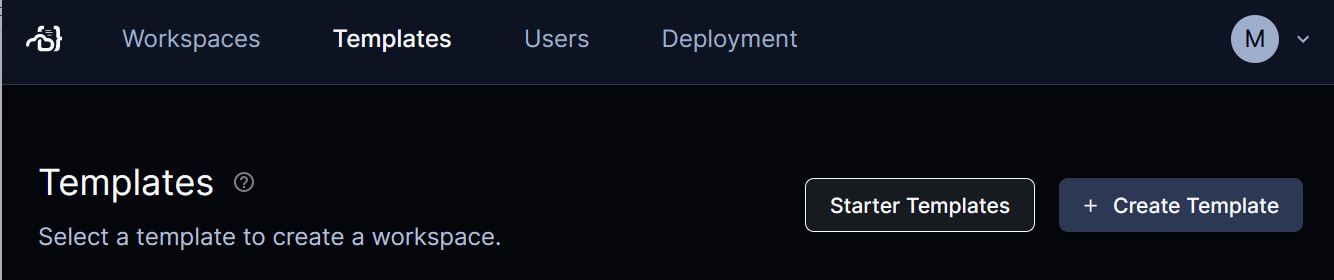 Workspaces Templates Users Deployment M
Templates
Select a template to create a workspace.
Starter Templates + Create Template